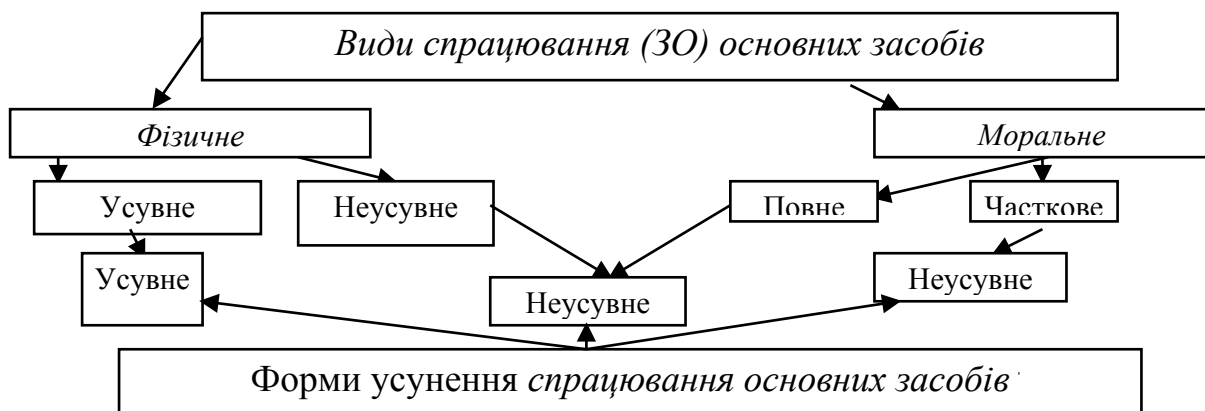 Види спрацювання (ЗО) основних засобів
Фізичне
Моральне
Усувне
Неусувне
Повне
Часткове
Усувне
Неусувне
Неусувне
Форми усунення спрацювання основних засобів